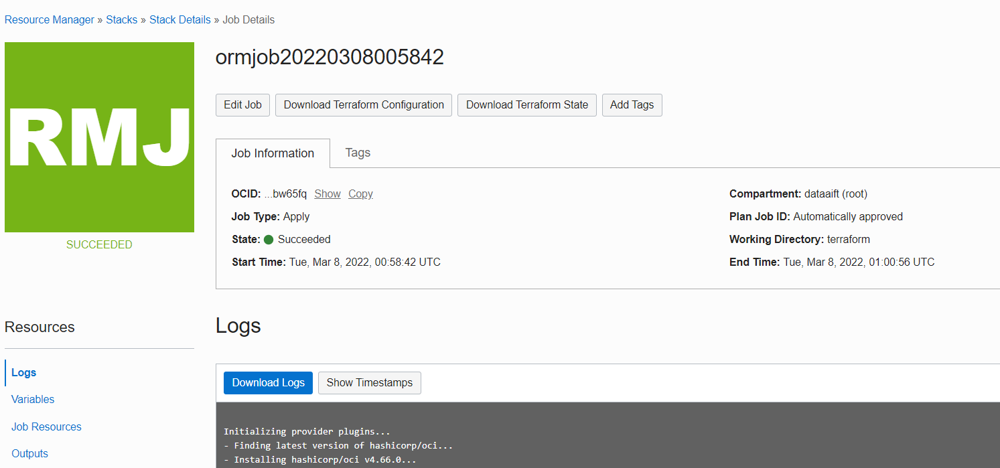 Resource Manager » Stacks » Stack Details » Job Details
RMJ
SUCCEEDED
ormjob20220308005842
Edit Job Download Terraform Configuration Download Terraform State Add Tags
Job Information Tags
OCID: ...bw65fq Show Copy
Compartment: dataaift (root)
Job Type: Apply
Plan Job ID: Automatically approved
State: Succeeded
Working Directory: terraform
Start Time: Tue, Mar 8, 2022, 00:58:42 UTC
End Time: Tue, Mar 8, 2022, 01:00:56 UTC
Resources
Logs
Variables
Job Resources
Outputs
Logs
Download Logs Show Timestamps
Initializing provider plugins...
- Finding latest version of hashicorp/oci...
- Installing hashicorp/oci v4.66.0...